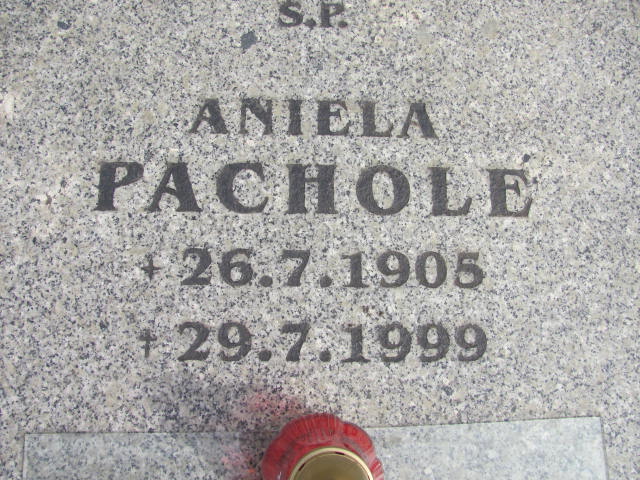 S.P.
ANIELA
PACHOLE
+ 26.7.1905
+ 29.7.1999